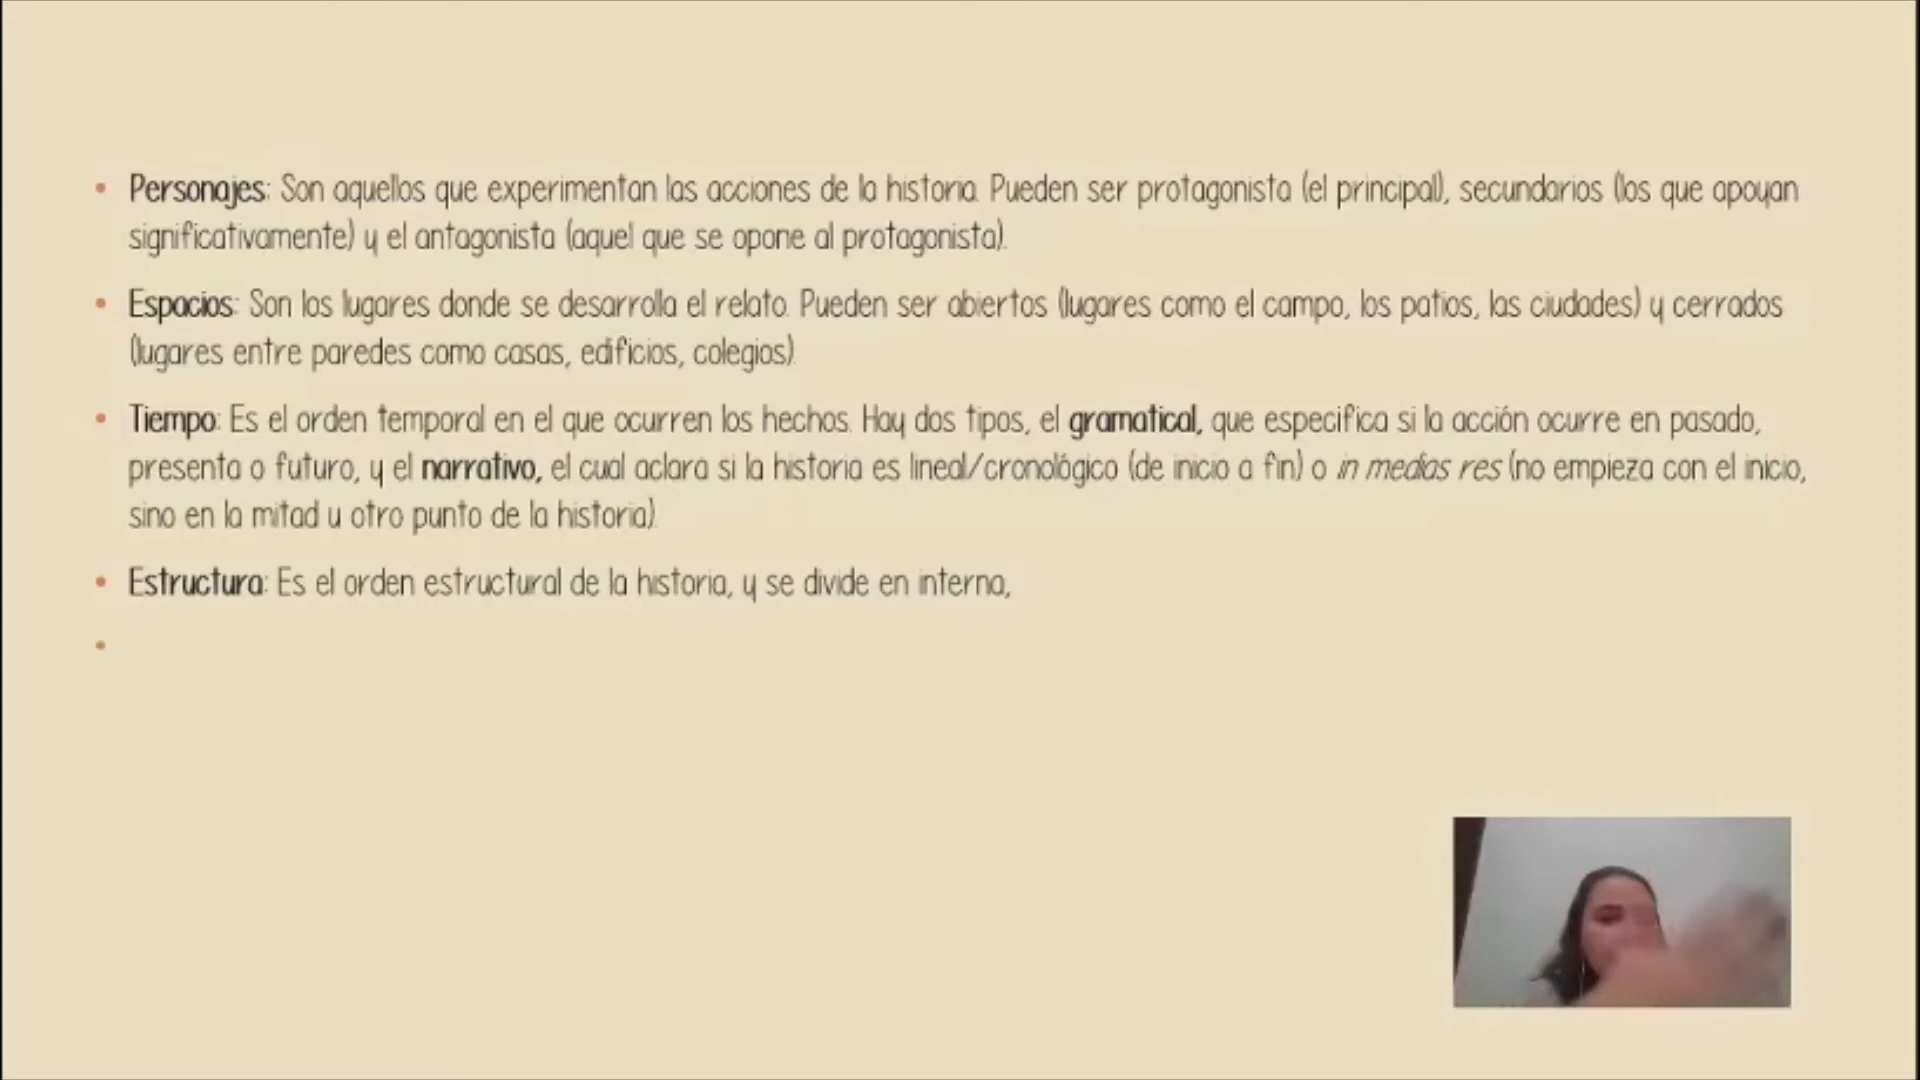 • Personajes: Son aquellos que experimentan las acciones de la historia. Pueden ser protagonista (el principal), secundarios (los que apoyan
significativamente) y el antagonista (aquel que se opone al protagonista).
• Espacios: Son los lugares donde se desarrolla el relato. Pueden ser abiertos (lugares como el campo, los patios, las ciudades) y cerrados
(lugares entre paredes como casas, edificios, colegios).
• Tiempo: Es el orden temporal en el que ocurren los hechos. Hay dos tipos, el gramatical, que especifica si la acción ocurre en pasado,
presenta o futuro, y el narrativo, el cual aclara si la historia es lineal/cronológico (de inicio a fin) o in medias res (no empieza con el inicio,
sino en la mitad u otro punto de la historia).
• Estructura: Es el orden estructural de la historia, y se divide en interna,